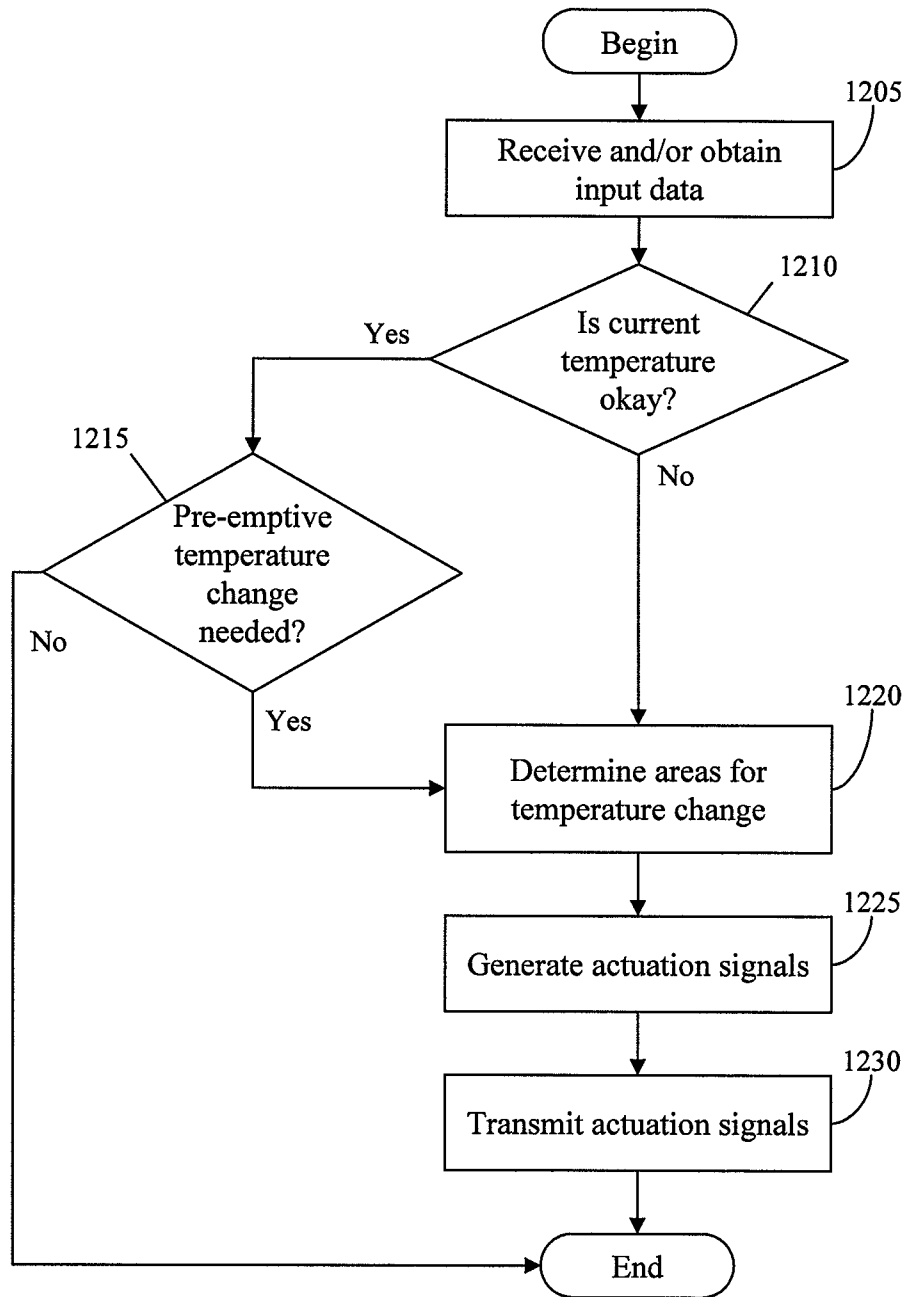 Begin
1205
Receive and/or obtain
input data
1210
Is current
temperature
okay?
Yes
No
1215
Pre-emptive
temperature
change
needed?
No
Yes
1220
Determine areas for
temperature change
1225
Generate actuation signals
1230
Transmit actuation signals
End